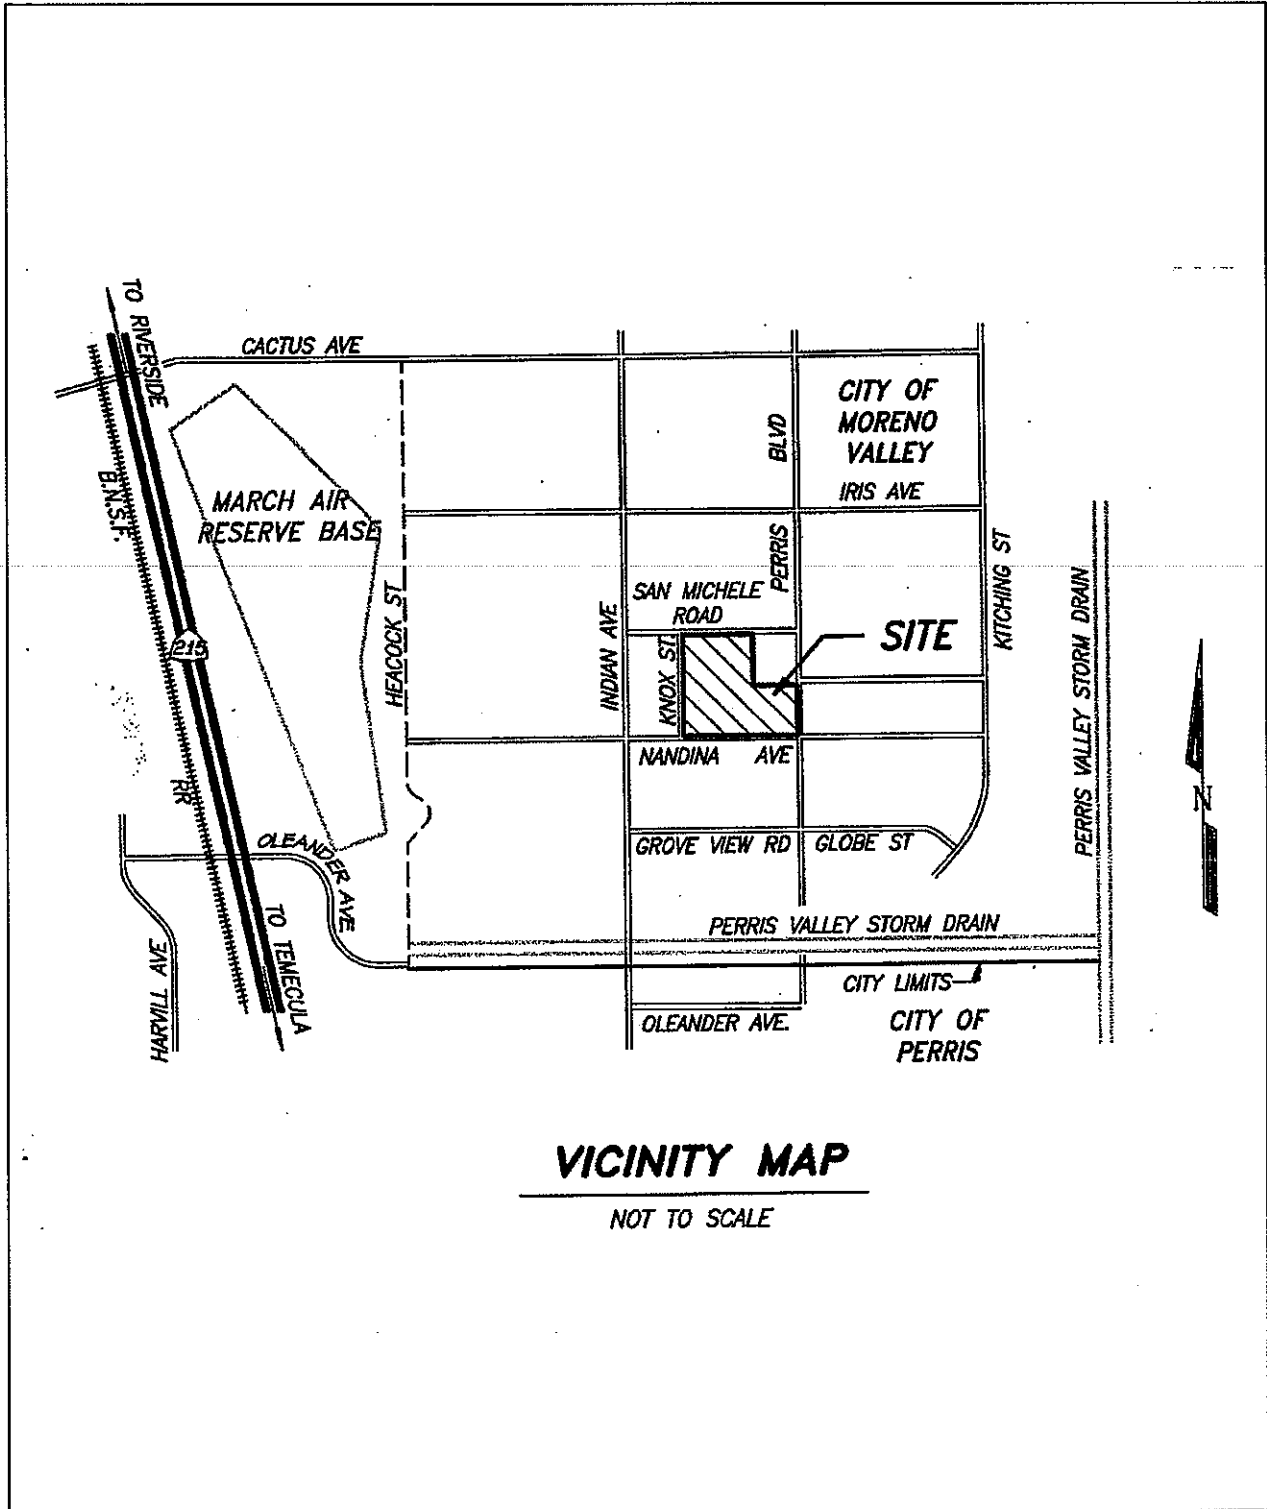 TO RIVERSIDE
CACTUS AVE
CITY OF
MORENO
VALLEY
BLVD
IRIS AVE
B.N.S.F.
MARCH AIR
RESERVE BASE
PERRIS
KITCHING ST
PERRIS VALLEY STORM DRAIN
HEACOCK ST
INDIAN AVE
SAN MICHELE
ROAD
SITE
215
KNOX ST.
NANDINA AVE
RR
N
OLEANDER AVE
GROVE VIEW RD
GLOBE ST
TO TEMECULA
PERRIS VALLEY STORM DRAIN
HARVILL AVE
CITY LIMITS
OLEANDER AVE.
CITY OF
PERRIS
VICINITY MAP
NOT TO SCALE